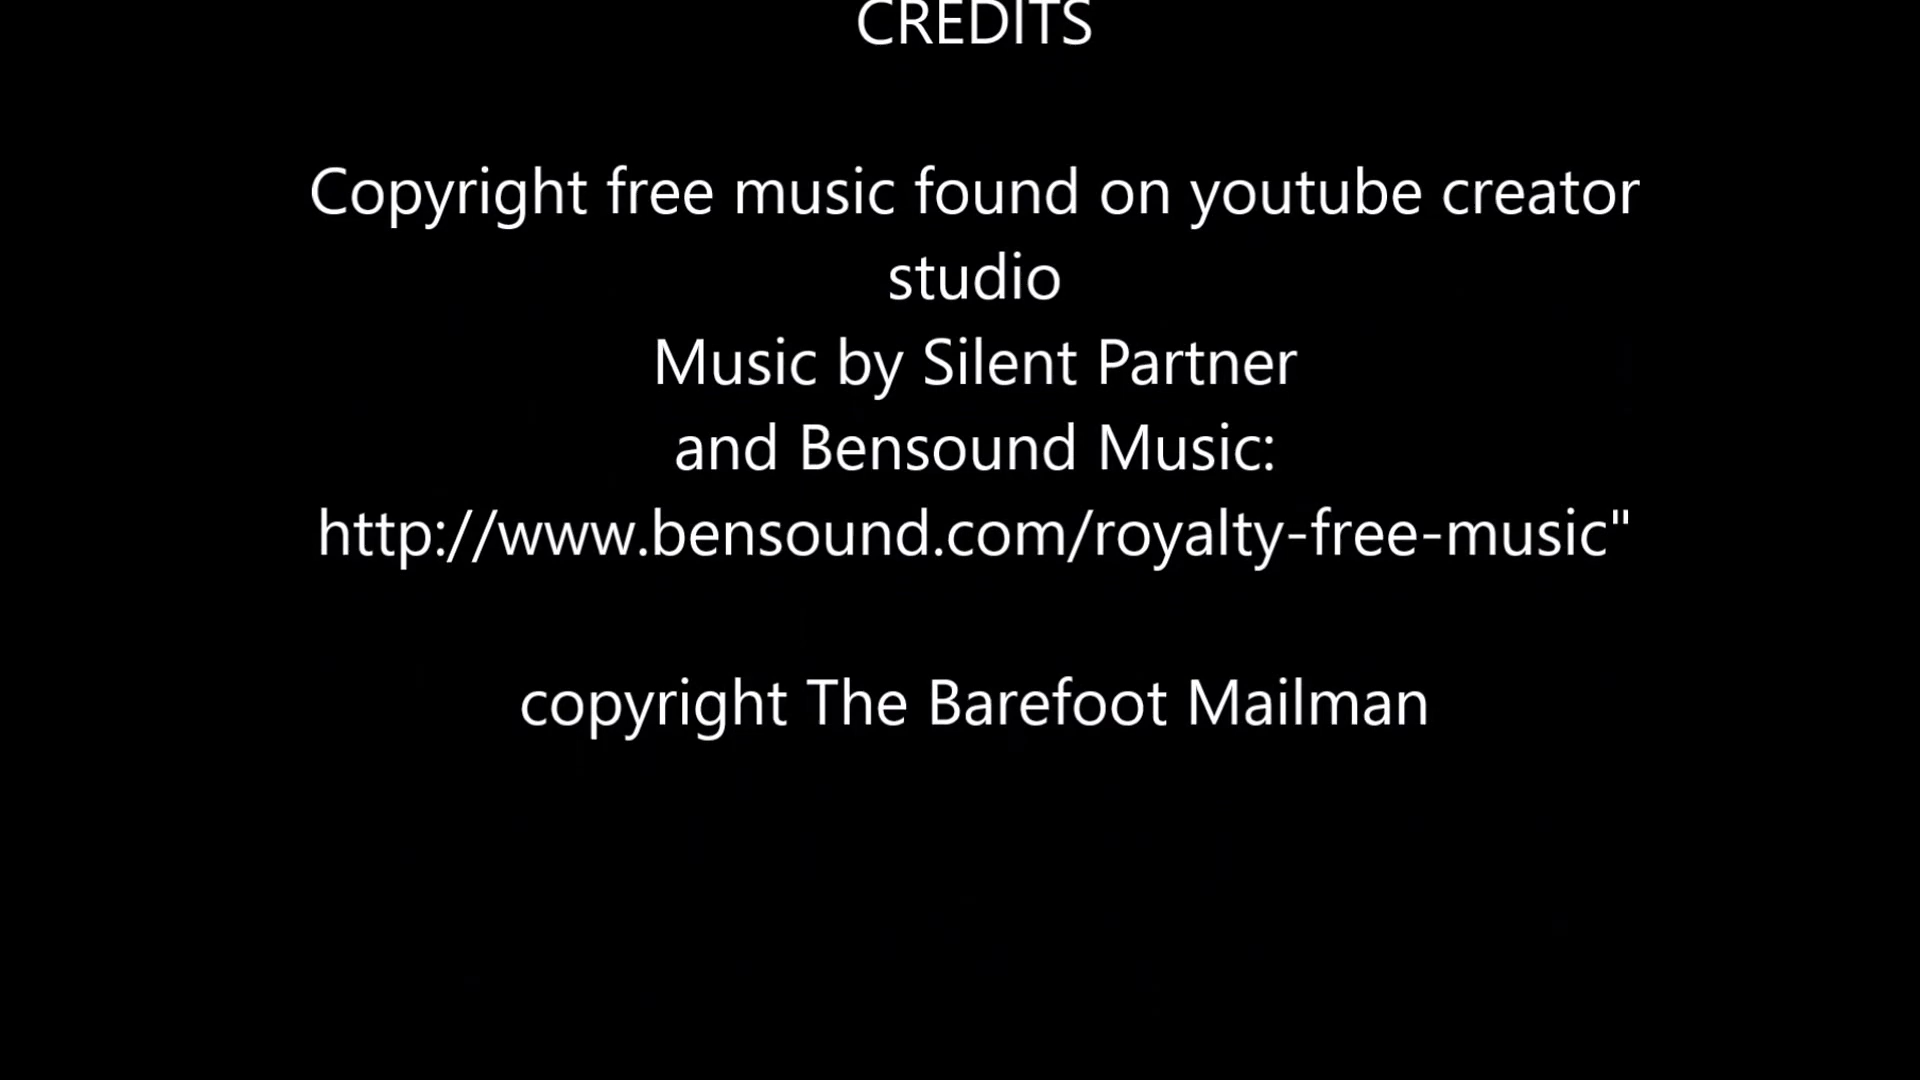 CREDITS
Copyright free music found on youtube creator
studio
Music by Silent Partner
and Bensound Music:
http://www.bensound.com/royalty-free-music"
copyright The Barefoot Mailman